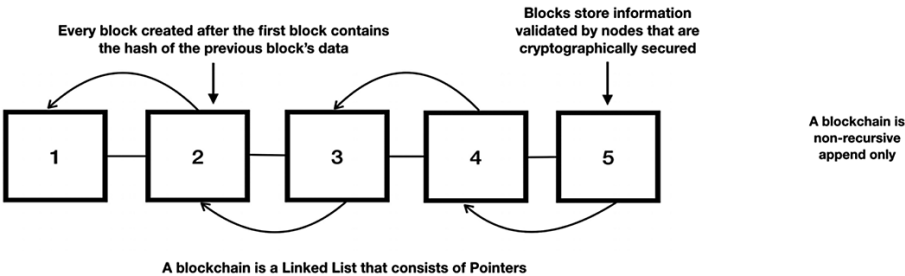 Every block created after the first block contains
the hash of the previous block's data
Blocks store information
validated by nodes that are
cryptographically secured
1
2
3
4
5
A blockchain is
non-recursive
append only
A blockchain is a Linked List that consists of Pointers